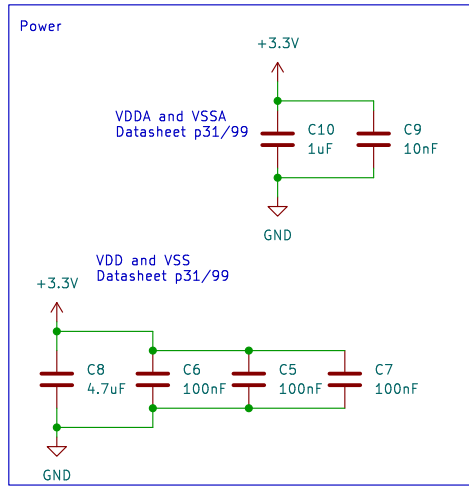 Power
+3.3V
VDDA and VSSA
Datasheet p31/99
C10
1uF
C9
10nF
GND
VDD and VSS
Datasheet p31/99
+3.3V
C8
4.7uF
C6
100nF
C5
100nF
C7
100nF
GND